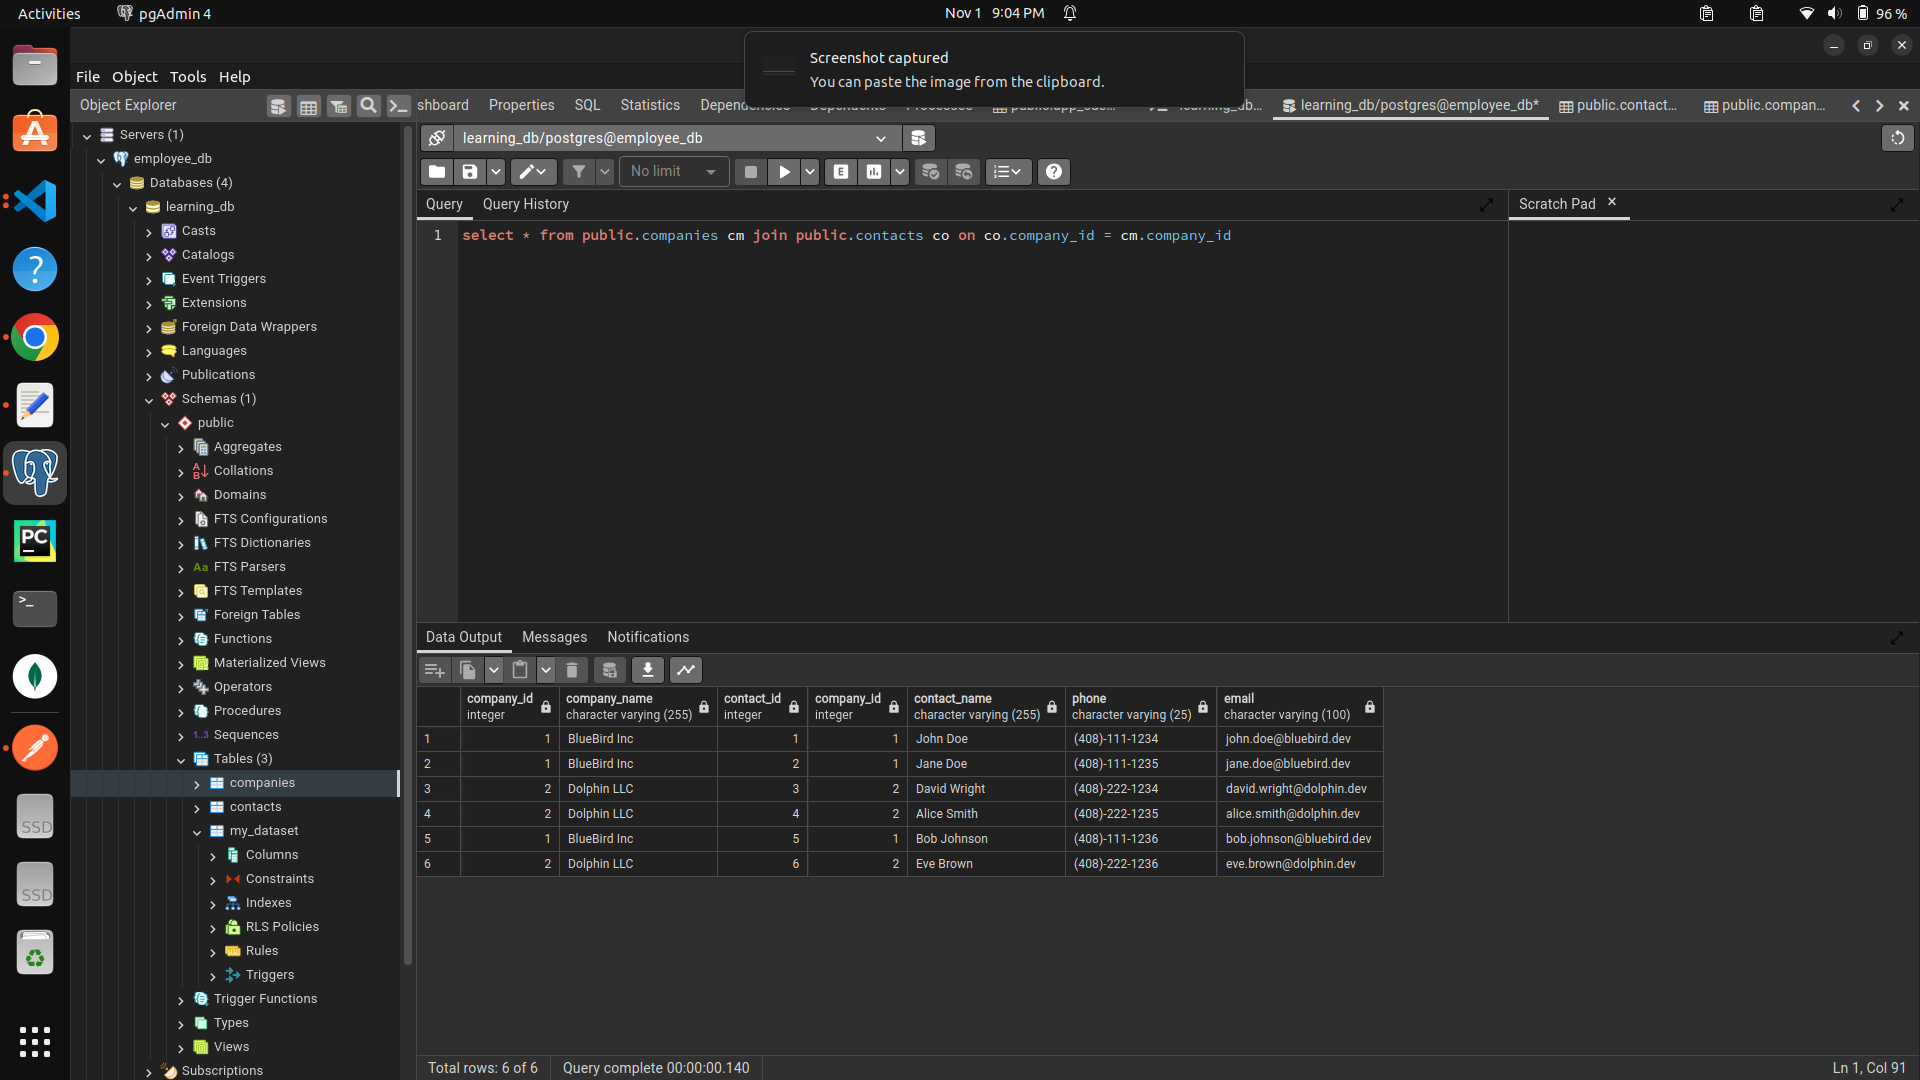 Activities pgAdmin 4 Nov 1 9:04 PM 96 %
Screenshot captured
You can paste the image from the clipboard.
File Object Tools Help
Object Explorer
shboard Properties SQL Statistics learning_db/postgres@employee_db* public.contact... public.compan...
learning_db/postgres@employee_db
No limit
E
Query Query History
Scratch Pad
1 select * from public.companies cm join public.contacts co on co.company_id = cm.company_id
Servers (1)
employee_db
Databases (4)
learning_db
Casts
Catalogs
Event Triggers
Extensions
Foreign Data Wrappers
Languages
Publications
Schemas (1)
public
Aggregates
Collations
Domains
FTS Configurations
FTS Dictionaries
Aa FTS Parsers
FTS Templates
Foreign Tables
Functions
Materialized Views
Operators
Procedures
1..3 Sequences
Tables (3)
companies
contacts
my_dataset
Columns
Constraints
Indexes
RLS Policies
Rules
Triggers
Trigger Functions
Types
Views
Subscriptions
PC
SSD
SSD
Data Output Messages Notifications
company_id company_name contact_id company_id contact_name phone email
integer character varying (255) integer integer character varying (255) character varying (25) character varying (100)
1 1 BlueBird Inc 1 1 John Doe (408)-111-1234 john.doe@bluebird.dev
2 1 BlueBird Inc 2 1 Jane Doe (408)-111-1235 jane.doe@bluebird.dev
3 2 Dolphin LLC 3 2 David Wright (408)-222-1234 david.wright@dolphin.dev
4 2 Dolphin LLC 4 2 Alice Smith (408)-222-1235 alice.smith@dolphin.dev
5 1 BlueBird Inc 5 1 Bob Johnson (408)-111-1236 bob.johnson@bluebird.dev
6 2 Dolphin LLC 6 2 Eve Brown (408)-222-1236 eve.brown@dolphin.dev
Total rows: 6 of 6 Query complete 00:00:00.140 Ln 1, Col 91